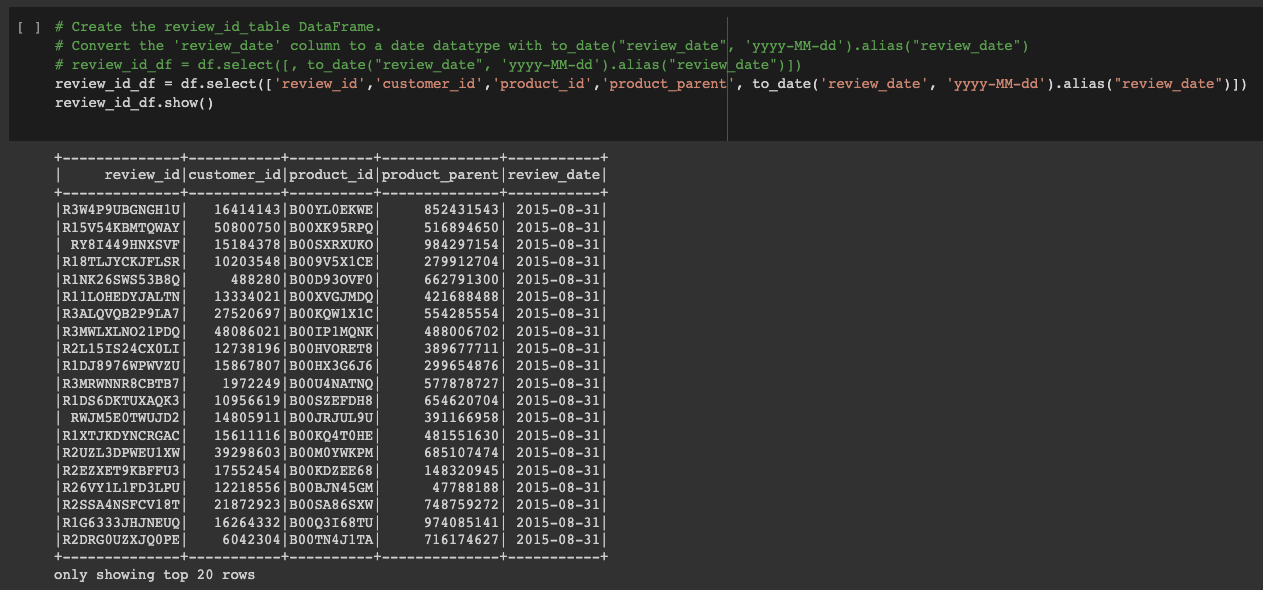 [ ] # Create the review_id_table DataFrame.
# Convert the 'review_date' column to a date datatype with to_date("review_date", 'yyyy-MM-dd').alias("review_date")
# review_id_df = df.select([, to_date("review_date", 'yyyy-MM-dd').alias("review_date")])
review_id_df = df.select(['review_id','customer_id','product_id','product_parent', to_date('review_date', 'yyyy-MM-dd').alias("review_date")])
review_id_df.show()
+--------------+-----------+----------+--------------+-----------+
|     review_id|customer_id|product_id|product_parent|review_date|
+--------------+-----------+----------+--------------+-----------+
|R3W4P9UBGNGH1U|   16414143|B00YL0EKWE|     852431543| 2015-08-31|
|R15V54KBMTQWAY|   50800750|B00XK95RPQ|     516894650| 2015-08-31|
| RY8I449HNXSVF|   15184378|B00SXRXUKO|     984297154| 2015-08-31|
|R18TLJYCKJFLSR|   10203548|B009V5X1CE|     279912704| 2015-08-31|
|R1NK26SWS53B8Q|     488280|B00D93OVF0|     662791300| 2015-08-31|
|R11LOHEDYJALTN|   13334021|B00XVGJMDQ|     421688488| 2015-08-31|
|R3ALQVQB2P9LA7|   27520697|B00KQW1X1C|     554285554| 2015-08-31|
|R3MWLXLNO21PDQ|   48086021|B00IP1MQNK|     488006702| 2015-08-31|
|R2L15IS24CX0LI|   12738196|B00HVORET8|     389677711| 2015-08-31|
|R1DJ8976WPWVZU|   15867807|B00HX3G6J6|     299654876| 2015-08-31|
|R3MRWNNR8CBTB7|    1972249|B00U4NATNQ|     577878727| 2015-08-31|
|R1DS6DKTUXAQK3|   10956619|B00SZEFDH8|     654620704| 2015-08-31|
| RWJM5E0TWUJD2|   14805911|B00JRJUL9U|     391166958| 2015-08-31|
|R1XTJKDYNCRGAC|   15611116|B00KQ4T0HE|     481551630| 2015-08-31|
|R2UZL3DPWEU1XW|   39298603|B00M0YWKPM|     685107474| 2015-08-31|
|R2EZXET9KBFFU3|   17552454|B00KDZEE68|     148320945| 2015-08-31|
|R26VY1L1FD3LPU|   12218556|B00BJN45GM|      47788188| 2015-08-31|
|R2SSA4NSFCV18T|   21872923|B00SA86SXW|     748759272| 2015-08-31|
|R1G6333JHJNEUQ|   16264332|B00Q3I68TU|     974085141| 2015-08-31|
|R2DRG0UZXJQ0PE|    6042304|B00TN4J1TA|     716174627| 2015-08-31|
+--------------+-----------+----------+--------------+-----------+
only showing top 20 rows